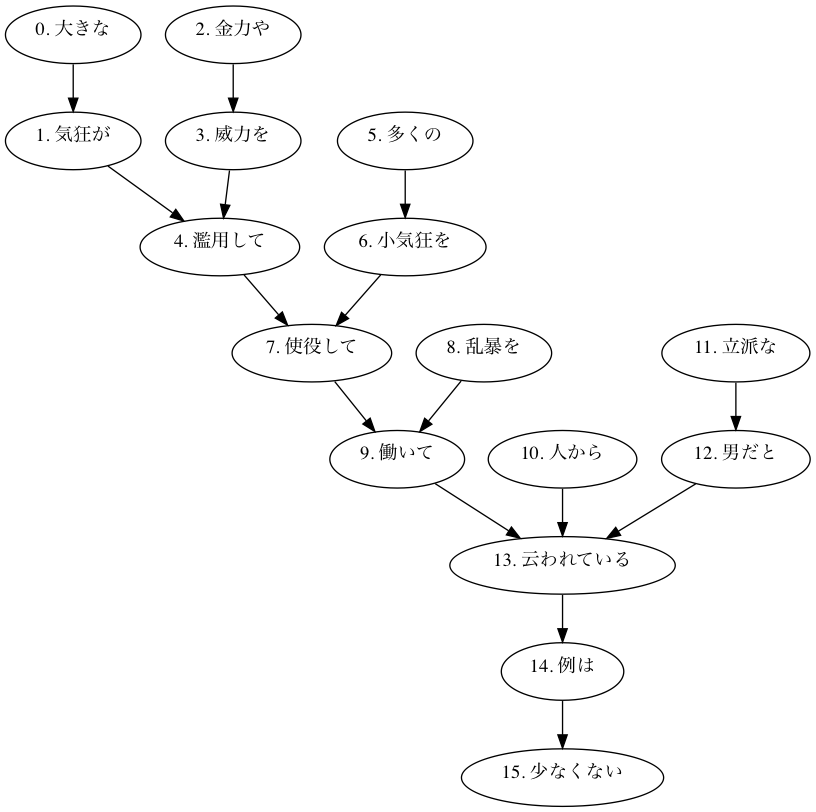 0. 大きな
2. 金力や
1. 気狂が
3. 威力を
5. 多くの
4. 濫用して
6. 小気狂を
7. 使役して
8. 乱暴を
11. 立派な
9. 働いて
10. 人から
12. 男だと
13. 云われている
14. 例は
15. 少なくない